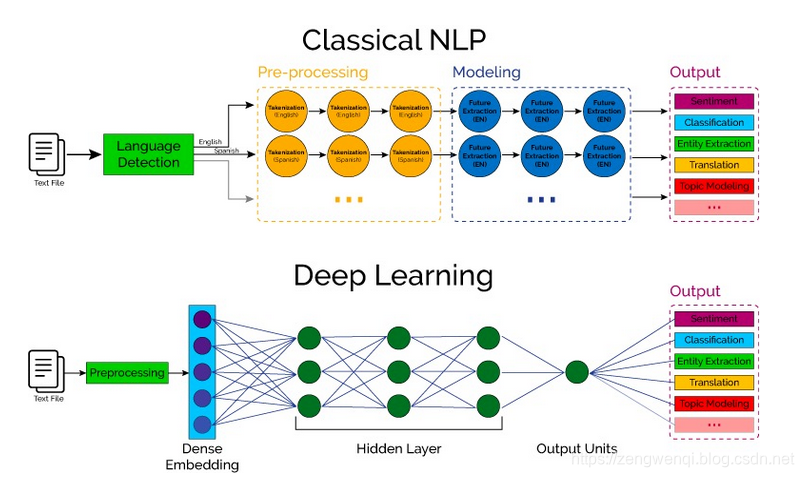 Classical NLP
Pre-processing
Modeling
Output
Takenization
(English)
Takenization
(English)
Takenization
(English)
Future
Extraction
(EN)
Future
Extraction
(EN)
Future
Extraction
(EN)
Sentiment
Classification
Entity Extraction
Translation
Topic Modeling
...
Text File
Language
Detection
English
Spanish
Takenization
(Spanish)
Takenization
(Spanish)
Takenization
(Spanish)
Future
Extraction
(EN)
Future
Extraction
(EN)
Future
Extraction
(EN)
...
...
Deep Learning
Output
Text File
Preprocessing
Sentiment
Classification
Entity Extraction
Translation
Topic Modeling
...
Dense
Embedding
Hidden Layer
Output Units
https://zengwenqi.blog.csdn.net